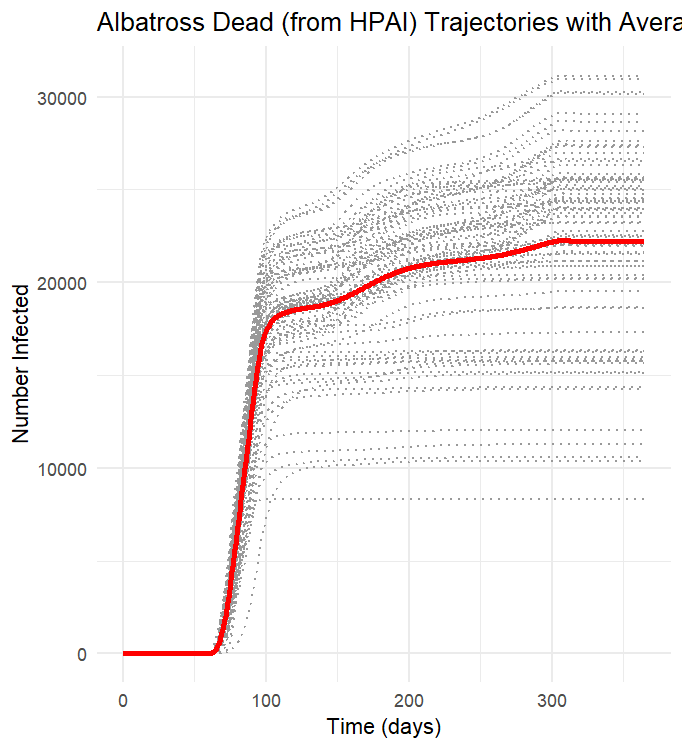 Albatross Dead (from HPAI) Trajectories with Avera
30000
20000
10000
0
Number Infected
0 100 200 300
Time (days)